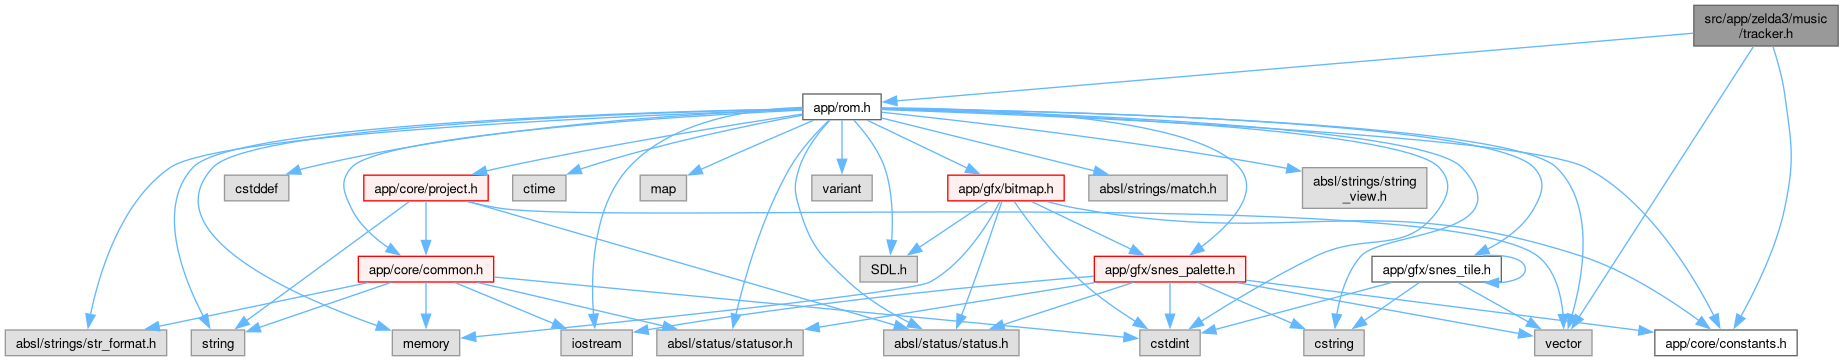 src/app/zelda3/music
/tracker.h
app/rom.h
cstddef
app/core/project.h
ctime
map
variant
app/gfx/bitmap.h
absl/strings/match.h
absl/strings/string
_view.h
app/core/common.h
SDL.h
app/gfx/snes_palette.h
app/gfx/snes_tile.h
absl/strings/str_format.h
string
memory
iostream
absl/status/statusor.h
absl/status/status.h
cstdint
cstring
vector
app/core/constants.h